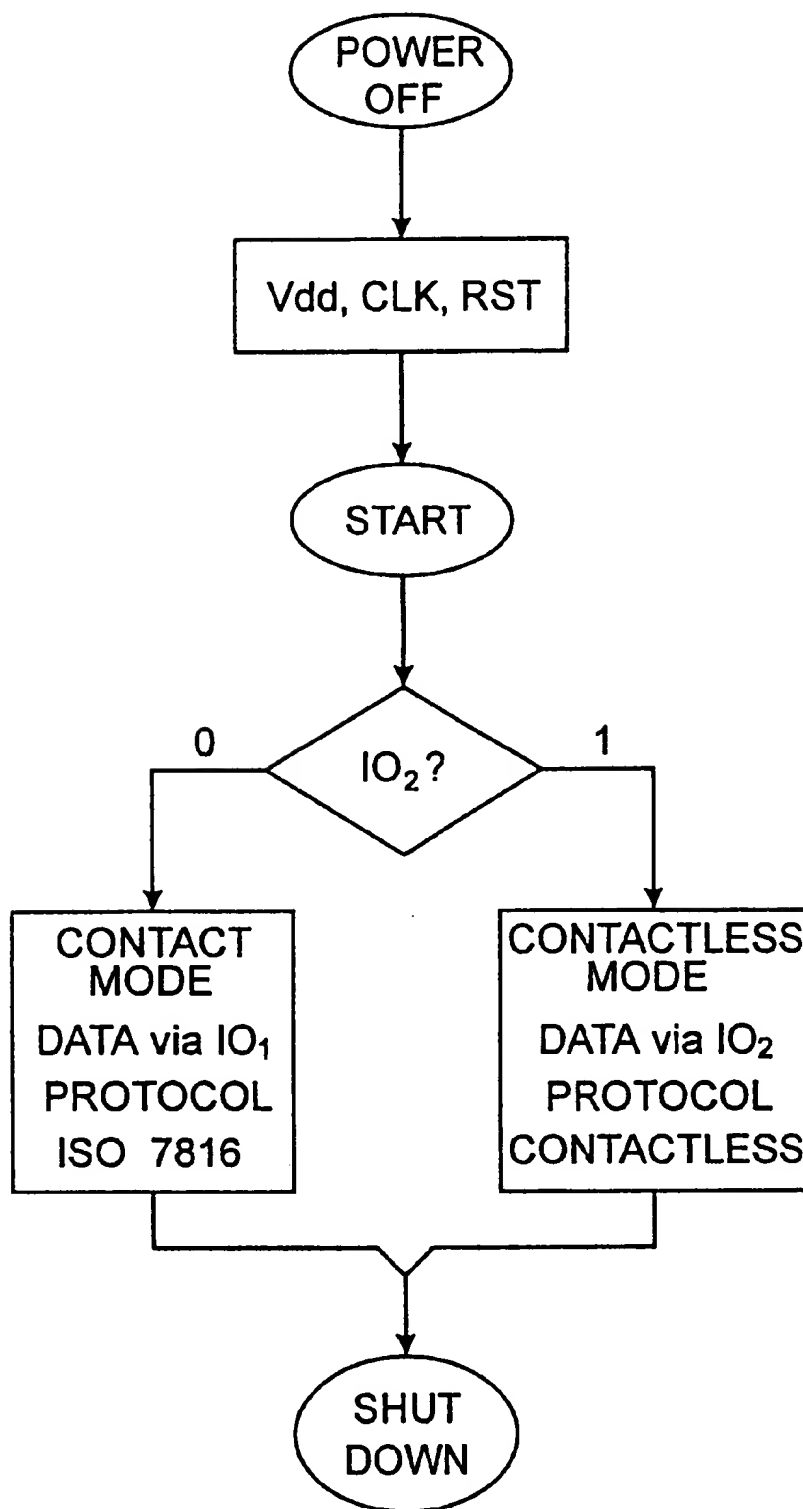 POWER
OFF
Vdd, CLK, RST
START
0
IO₂?
1
CONTACT
MODE
DATA via IO₁
PROTOCOL
ISO 7816
CONTACTLESS
MODE
DATA via IO₂
PROTOCOL
CONTACTLESS
SHUT
DOWN